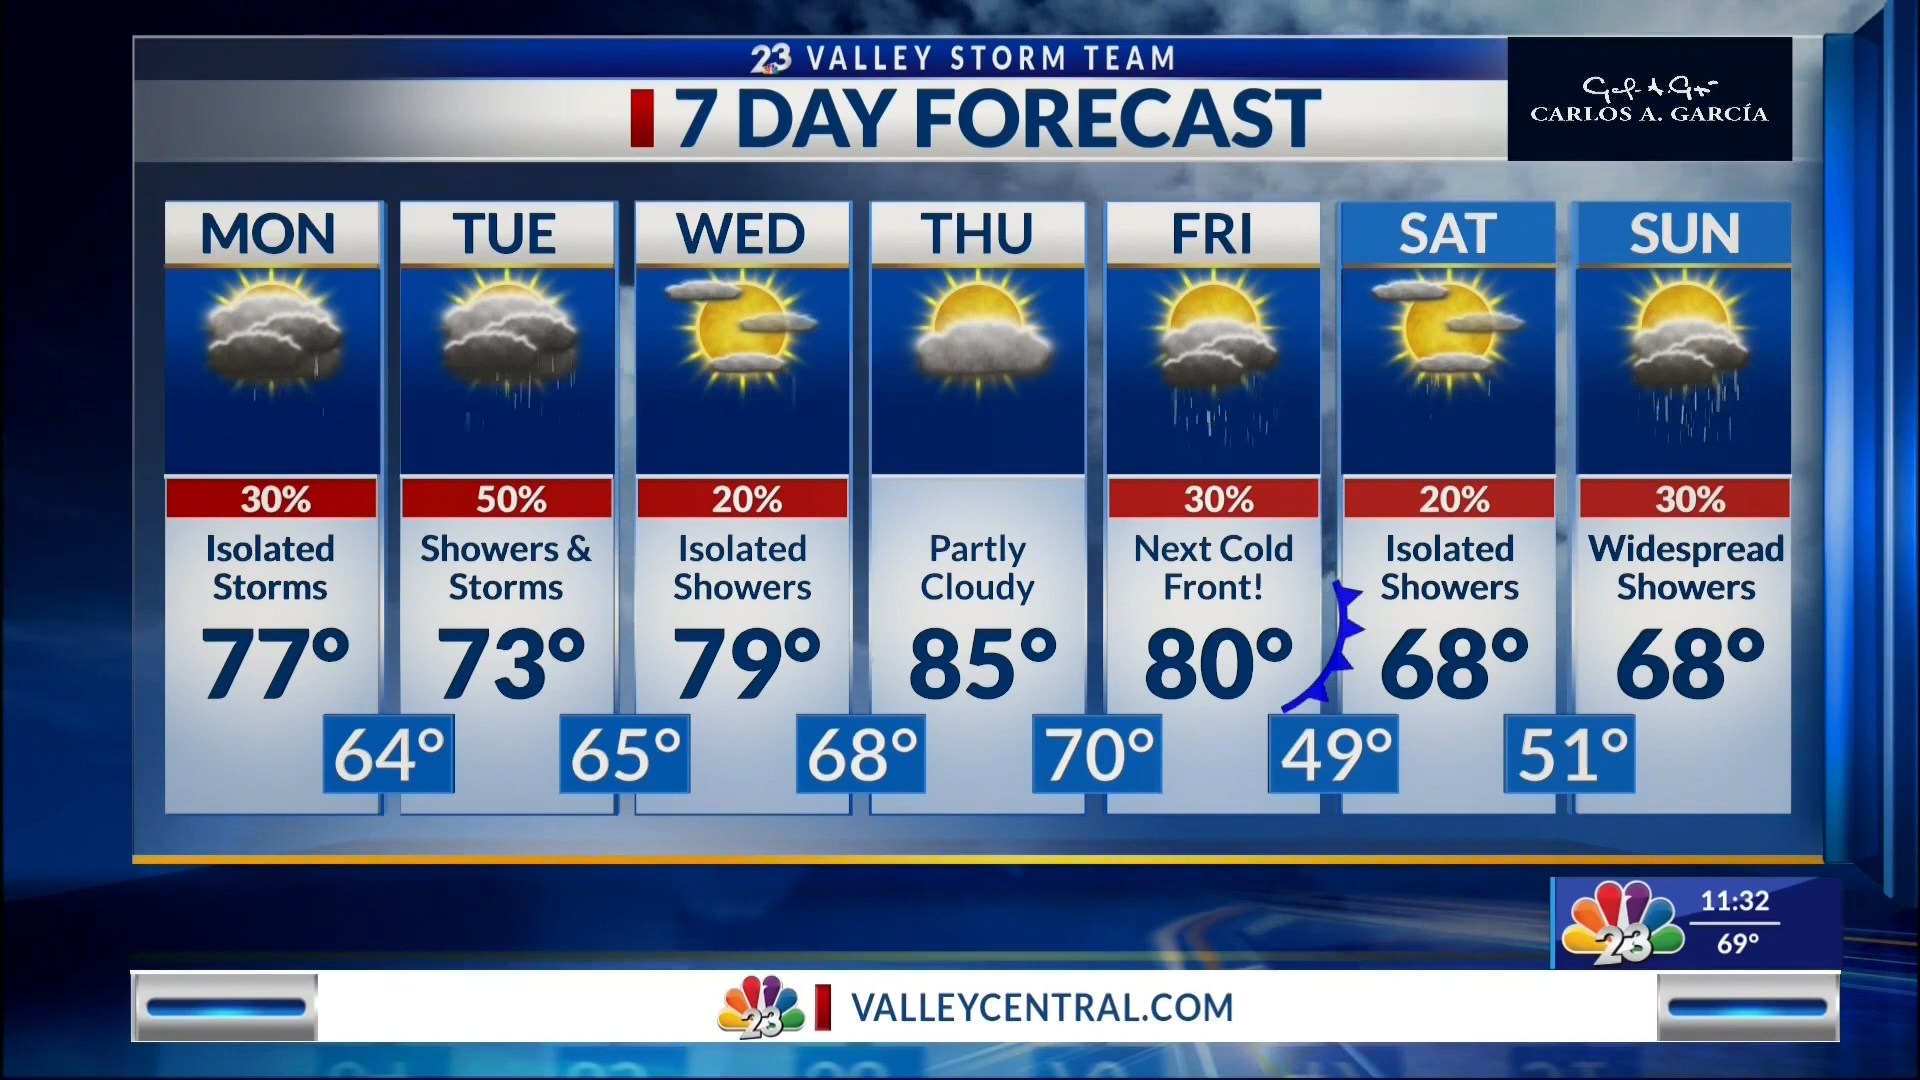 23 VALLEY STORM TEAM
7 DAY FORECAST
CARLOS A. GARCÍA
MON
30%
Isolated
Storms
77°
64°
TUE
50%
Showers &
Storms
73°
65°
WED
20%
Isolated
Showers
79°
68°
THU
Partly
Cloudy
85°
70°
FRI
30%
Next Cold
Front!
80°
49°
SAT
20%
Isolated
Showers
68°
51°
SUN
30%
Widespread
Showers
68°
23
11:32
69°
23
VALLEYCENTRAL.COM